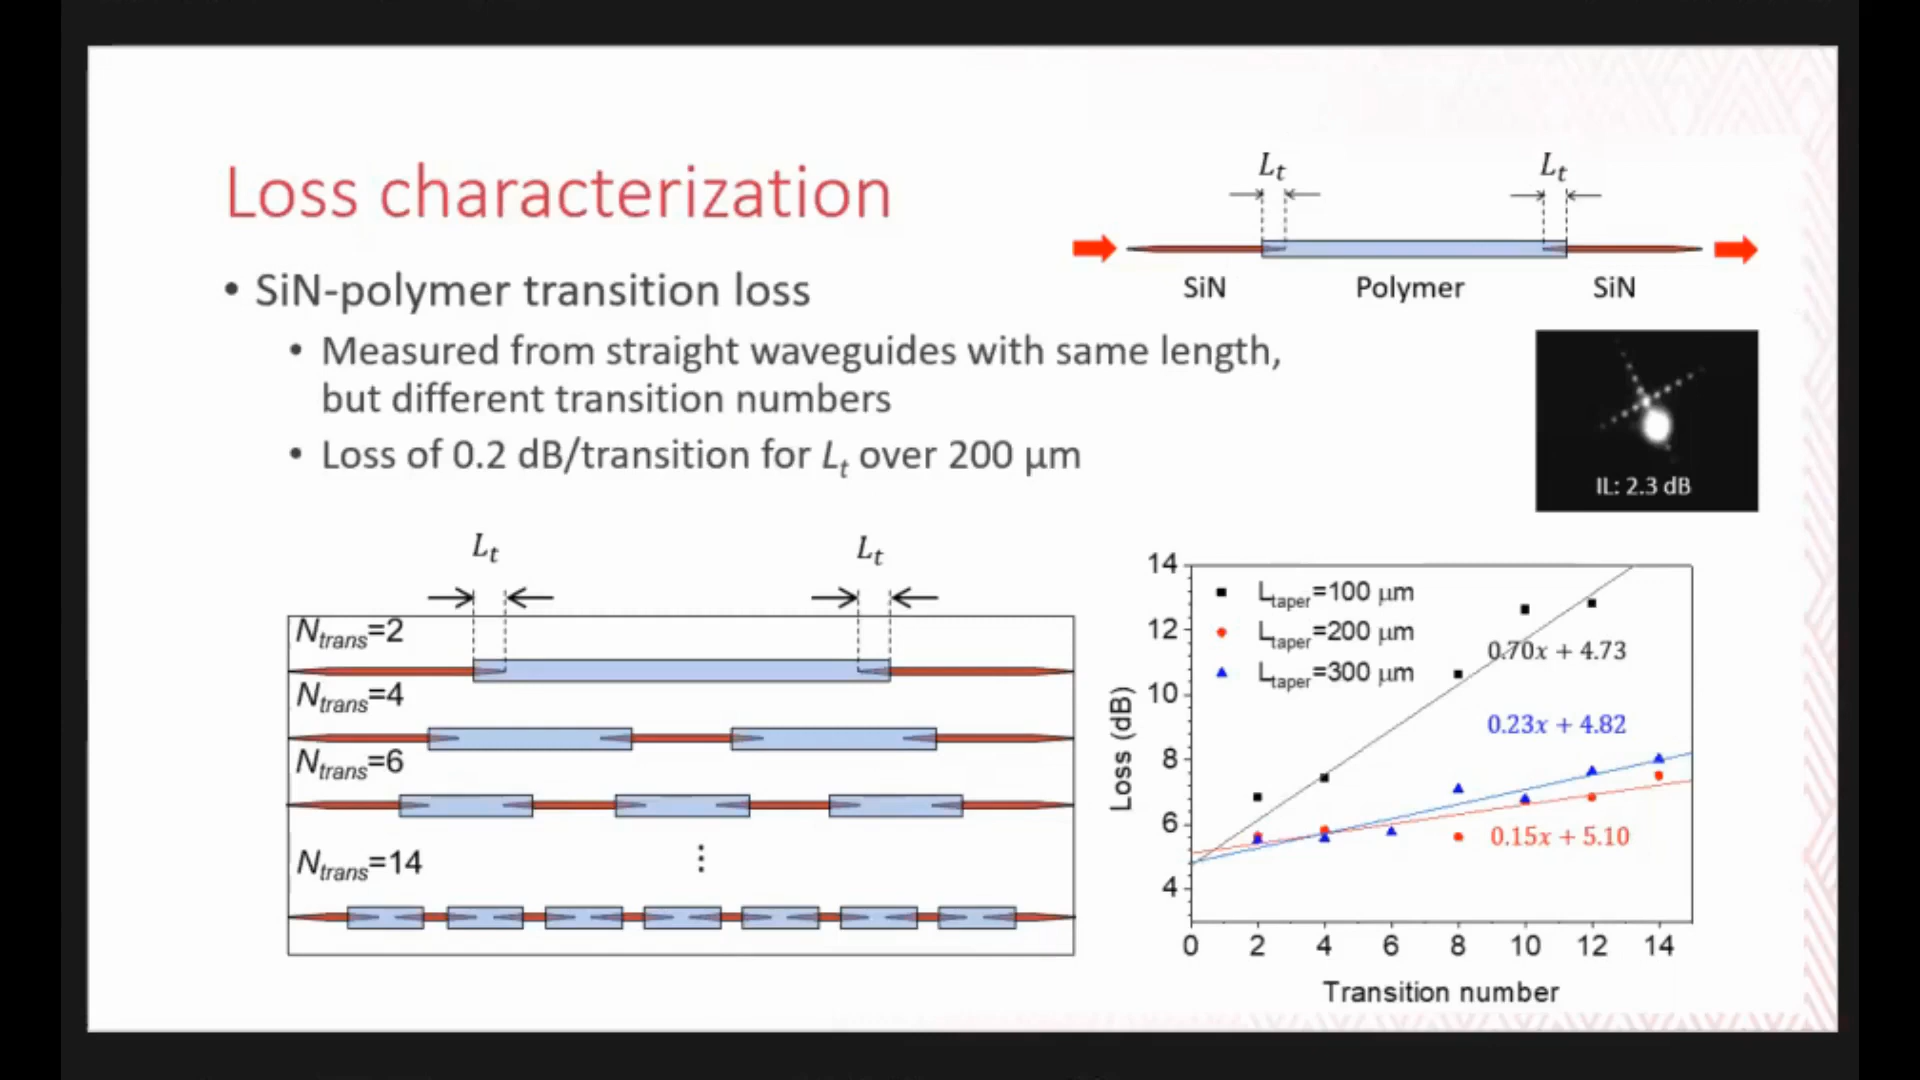 Loss characterization
L_t L_t
SiN Polymer SiN
• SiN-polymer transition loss
• Measured from straight waveguides with same length,
but different transition numbers
• Loss of 0.2 dB/transition for L_t over 200 µm
IL: 2.3 dB
L_t L_t
N_trans=2
N_trans=4
N_trans=6
⋮
N_trans=14
L_taper=100 µm
L_taper=200 µm
L_taper=300 µm
0.70x + 4.73
0.23x + 4.82
0.15x + 5.10
Loss (dB)
14
12
10
8
6
4
0 2 4 6 8 10 12 14
Transition number